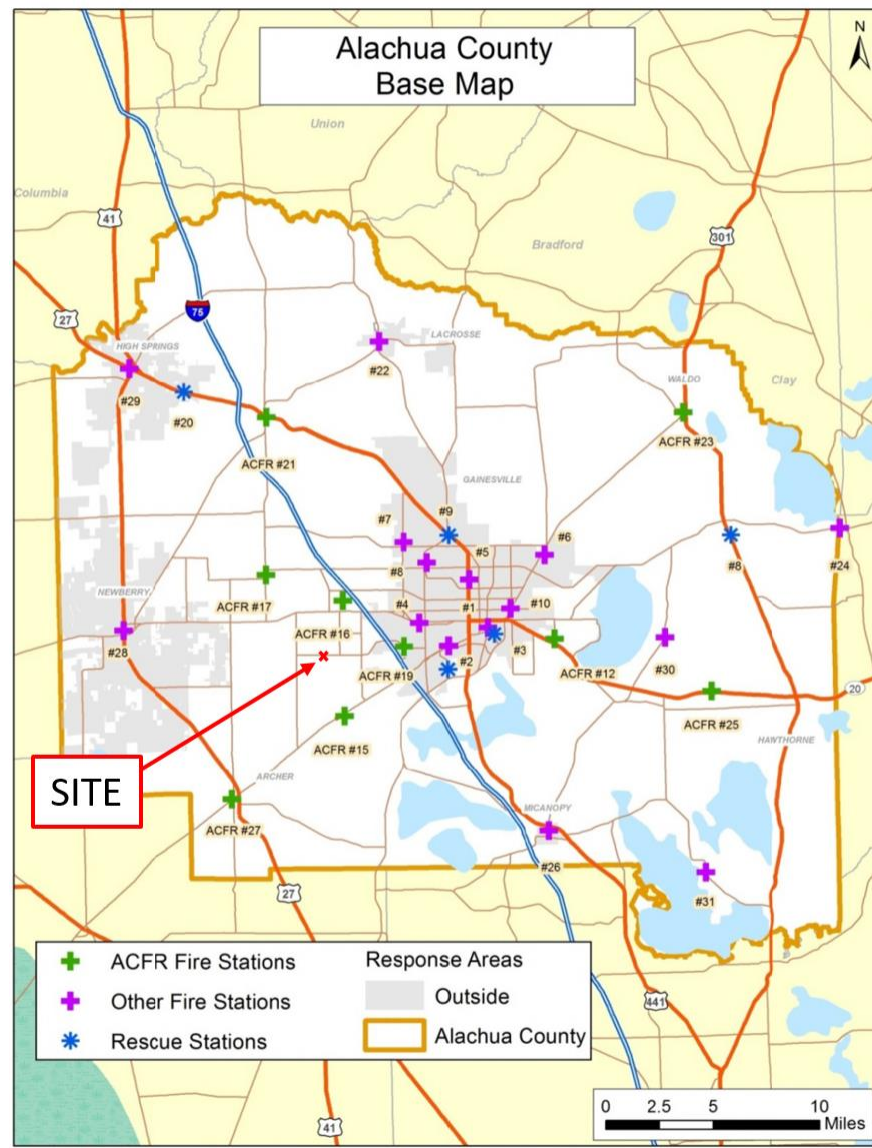 Alachua County
Base Map
N
Union
Columbia
41
301
Bradford
75
27
LACROSSE
HIGH SPRINGS
#22
WALDO
Clay
#29
#20
ACFR #23
ACFR #21
GAINESVILLE
#9
#7
#6
#5
#8
#24
#8
NEWBERRY
ACFR #17
#4
#1
#10
ACFR #16
#28
#3
#2
#30
ACFR #19
ACFR #12
20
ACFR #25
ACFR #15
HAWTHORNE
ARCHER
SITE
MICANOPY
ACFR #27
#26
27
#31
ACFR Fire Stations
Other Fire Stations
Rescue Stations
Response Areas
Outside
Alachua County
441
0 2.5 5 10
Miles
41